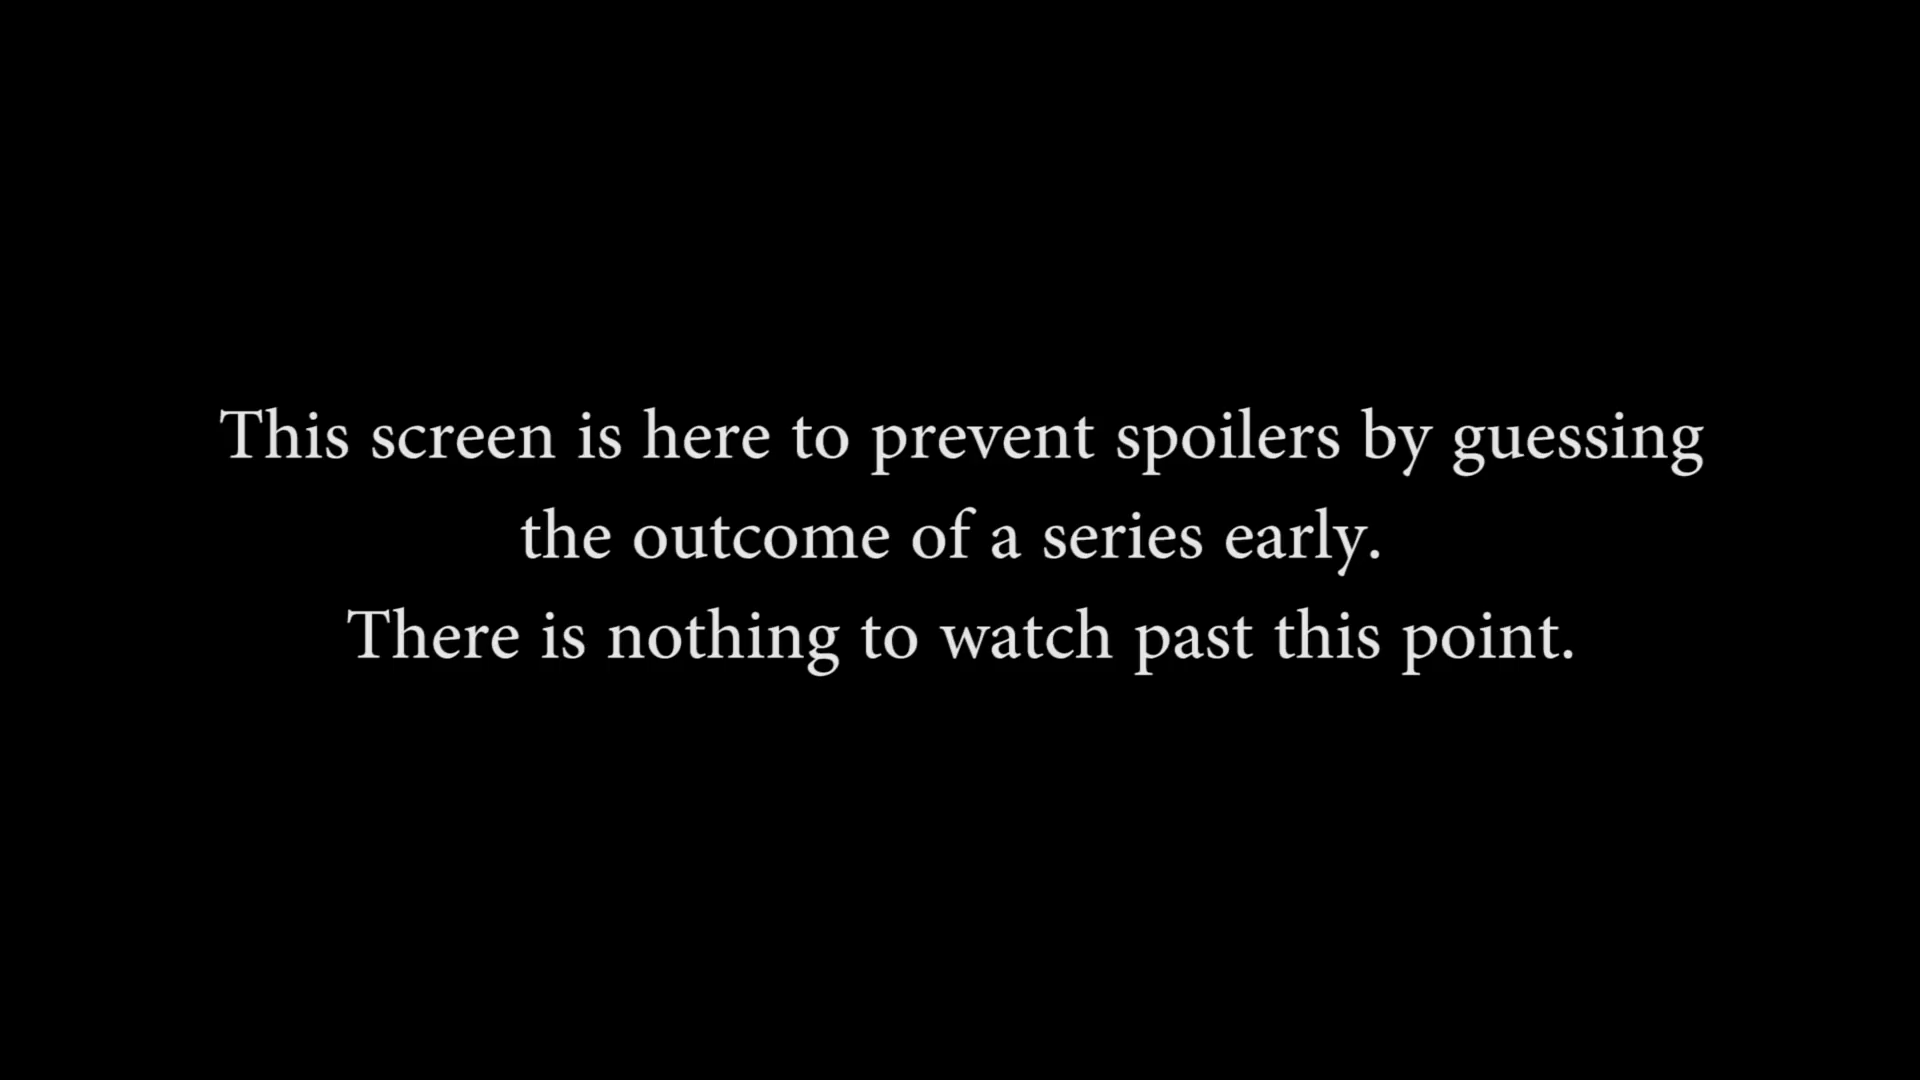 This screen is here to prevent spoilers by guessing
the outcome of a series early.
There is nothing to watch past this point.